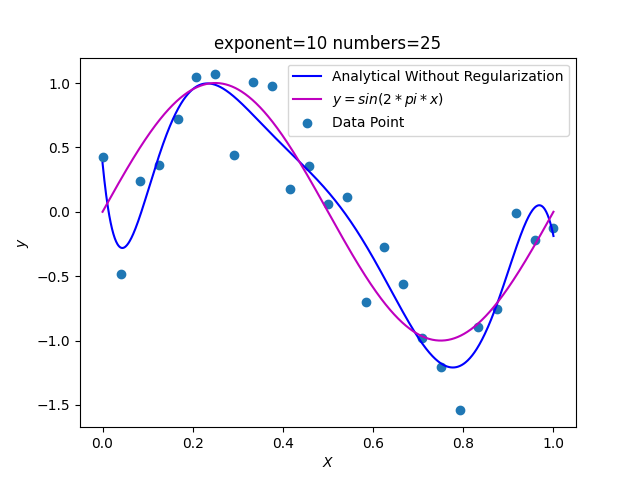 exponent=10 numbers=25
Analytical Without Regularization
y = sin(2 * pi * x)
Data Point
1.0
0.5
0.0
−0.5
−1.0
−1.5
y
0.0 0.2 0.4 0.6 0.8 1.0
X